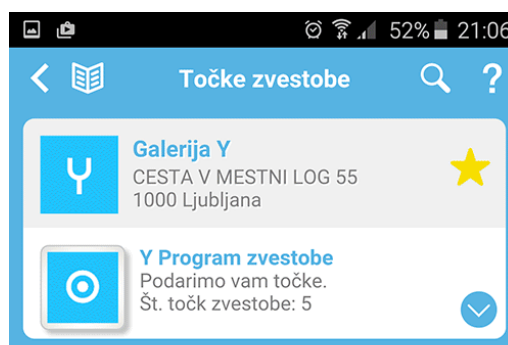 52% 21:06
Točke zvestobe ?
Y
Galerija Y
CESTA V MESTNI LOG 55
1000 Ljubljana
Y Program zvestobe
Podarimo vam točke.
Št. točk zvestobe: 5